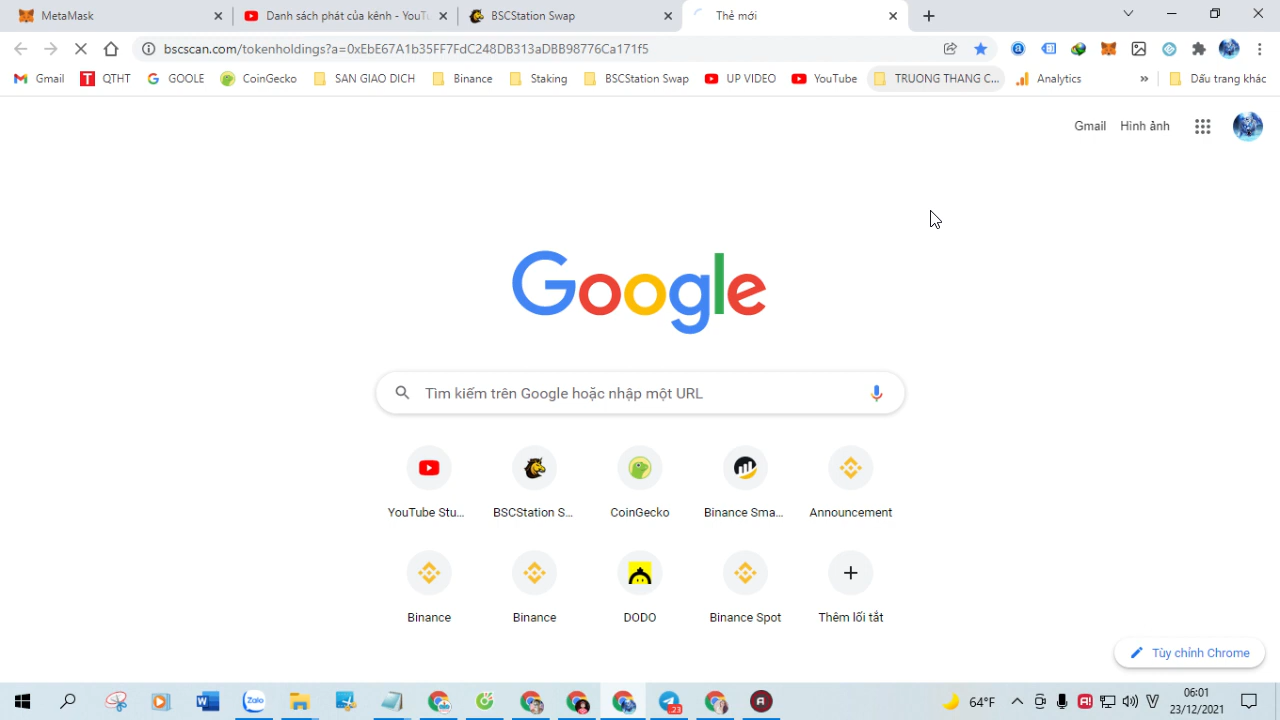 MetaMask
Danh sách phát của kênh - YouT
BSCStation Swap
Thẻ mới
bscscan.com/tokenholdings?a=0xEbE67A1b35FF7FdC248DB313aDBB98776Ca171f5
Gmail
QTHT
GOOLE
CoinGecko
SAN GIAO DICH
Binance
Staking
BSCStation Swap
UP VIDEO
YouTube
TRUONG THANG C...
Analytics
»
Dấu trang khác
Gmail
Hình ảnh
Google
Tìm kiếm trên Google hoặc nhập một URL
YouTube Stu...
BSCStation S...
CoinGecko
Binance Sma...
Announcement
Binance
Binance
DODO
Binance Spot
Thêm lối tắt
Tùy chỉnh Chrome
Zalo
23
64°F
06:01
23/12/2021